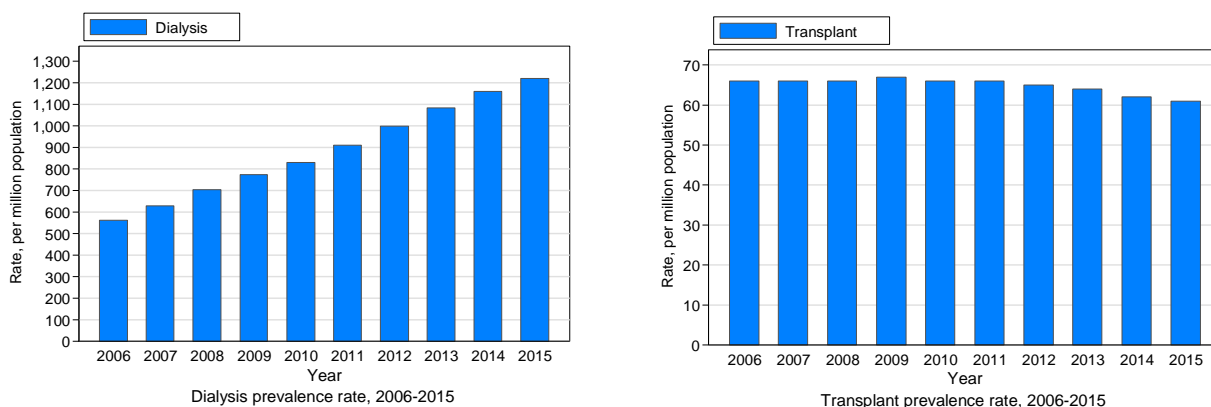 Dialysis
Rate, per million population
1,300
1,200
1,100
1,000
900
800
700
600
500
400
300
200
100
0
2006 2007 2008 2009 2010 2011 2012 2013 2014 2015
Year
Dialysis prevalence rate, 2006-2015
Transplant
Rate, per million population
70
60
50
40
30
20
10
0
2006 2007 2008 2009 2010 2011 2012 2013 2014 2015
Year
Transplant prevalence rate, 2006-2015